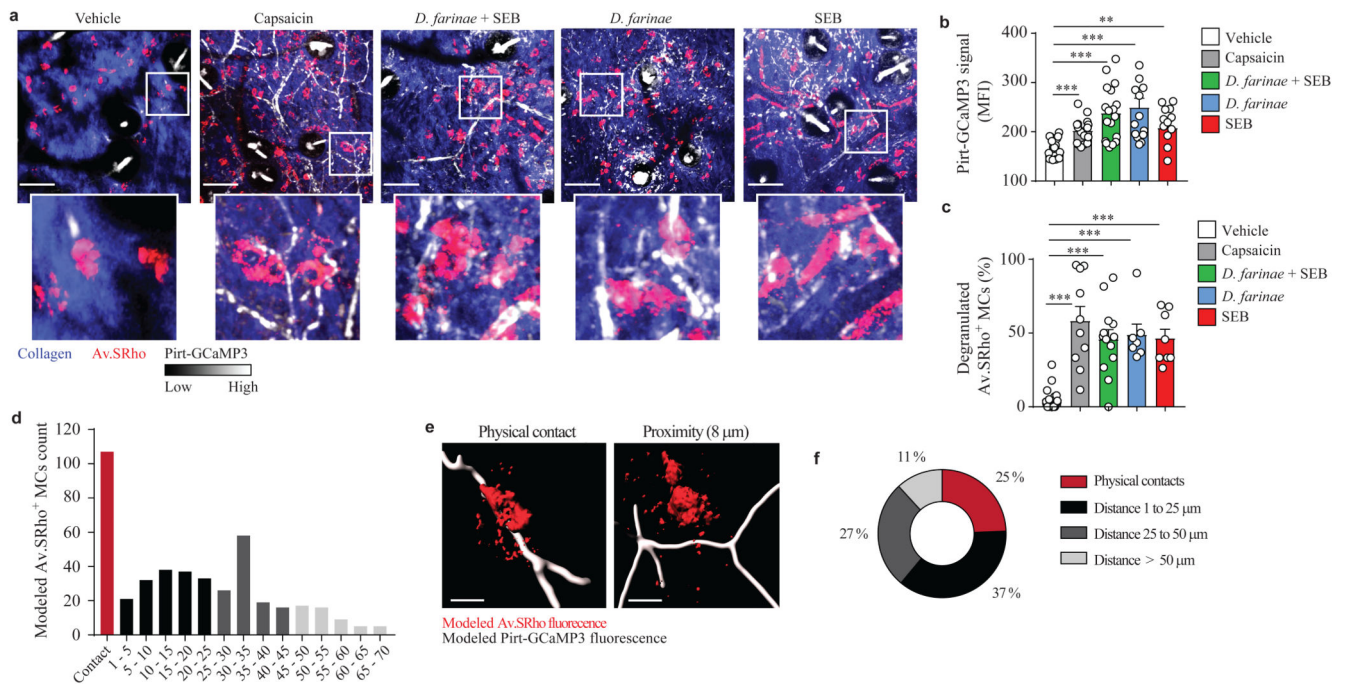 a
Vehicle
Capsaicin
D. farinae + SEB
D. farinae
SEB
Collagen
Av.SRho
Pirt-GCaMP3
Low
High
b
Pirt-GCaMP3 signal
(MFI)
400
300
200
100
**
***
***
***
Vehicle
Capsaicin
D. farinae + SEB
D. farinae
SEB
c
Degranulated
Av.SRho+ MCs (%)
100
50
0
***
***
***
***
Vehicle
Capsaicin
D. farinae + SEB
D. farinae
SEB
d
Modeled Av.SRho+ MCs count
120
100
80
60
40
20
0
Contact
1 - 5
5 - 10
10 - 15
15 - 20
20 - 25
25 - 30
30 - 35
35 - 40
40 - 45
45 - 50
50 - 55
55 - 60
60 - 65
65 - 70
e
Physical contact
Proximity (8 μm)
Modeled Av.SRho fluorecence
Modeled Pirt-GCaMP3 fluorescence
f
11 %
25 %
27 %
37 %
Physical contacts
Distance 1 to 25 μm
Distance 25 to 50 μm
Distance > 50 μm